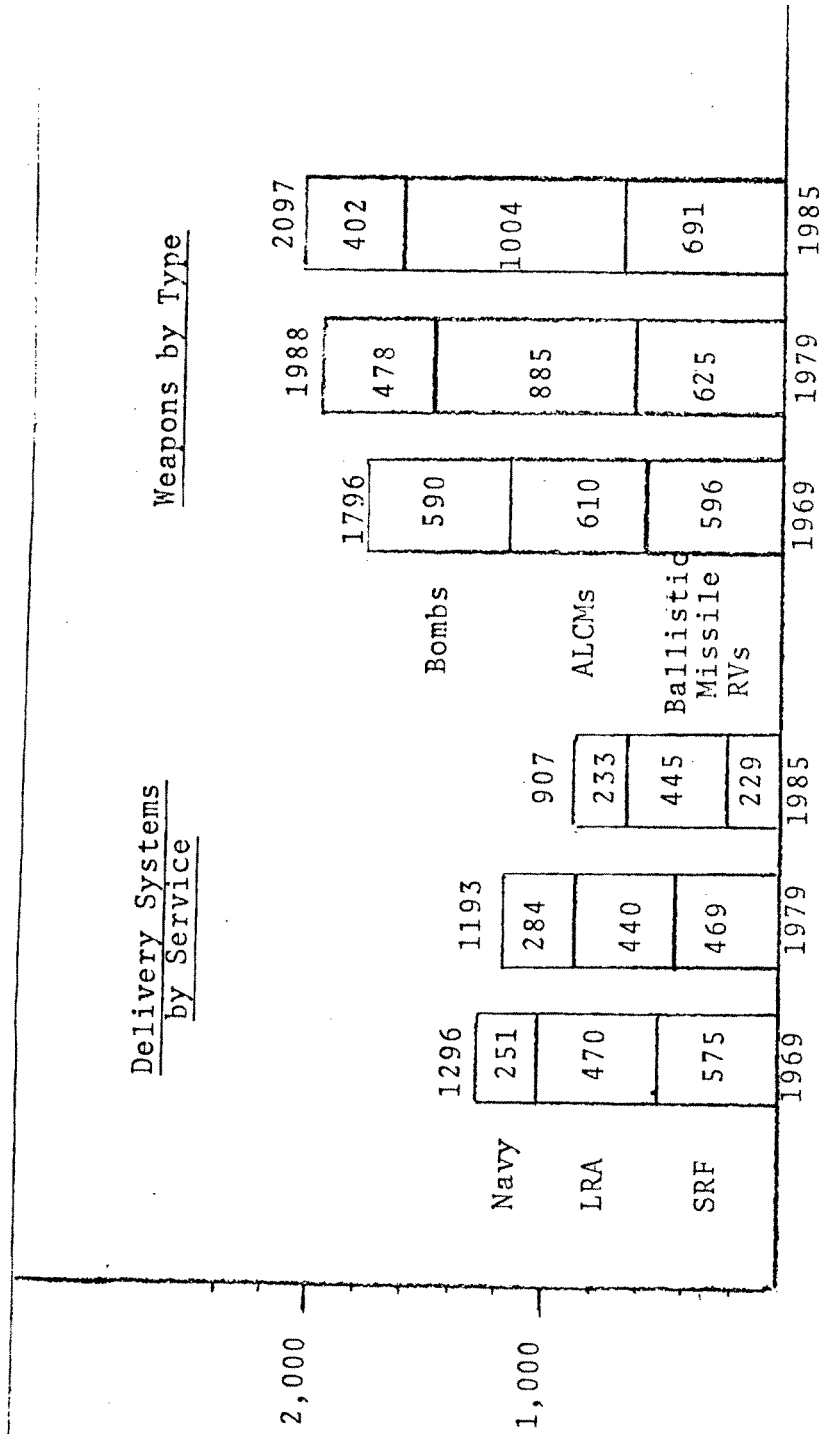 Delivery Systems
by Service
Weapons by Type
2,000
1,000
Navy
LRA
SRF
1296
251
470
575
1969
1193
284
440
469
1979
907
233
445
229
1985
Bombs
ALCMs
Ballistic
Missile
RVs
1796
590
610
596
1969
1988
478
885
625
1979
2097
402
1004
691
1985